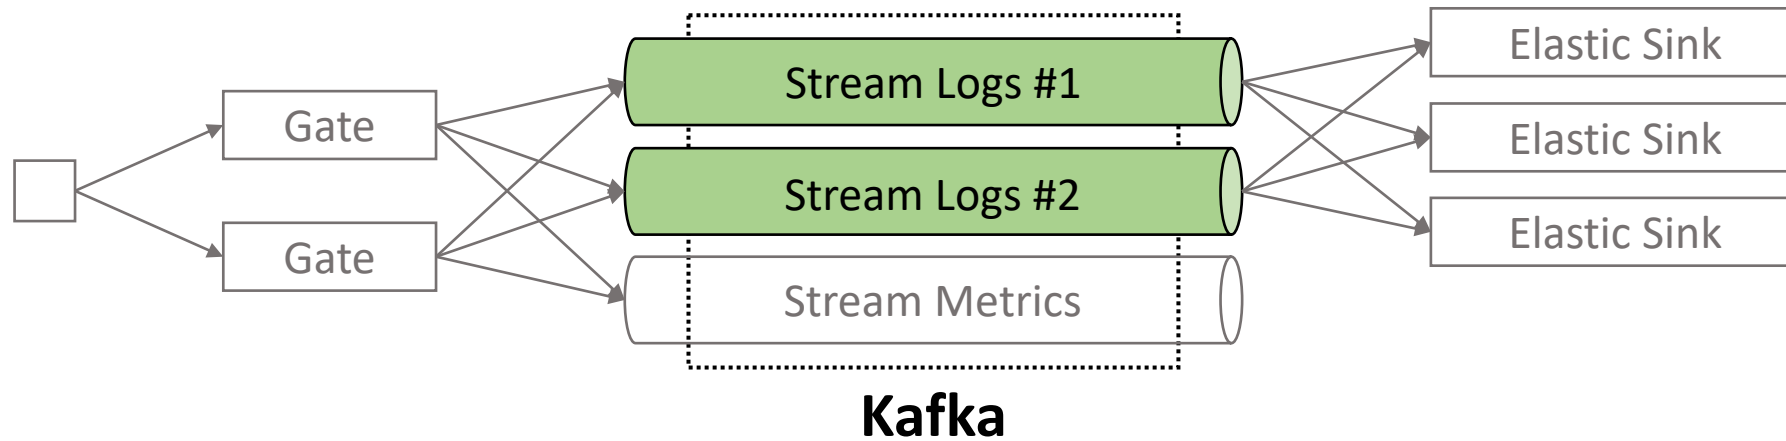 Gate
Gate
Stream Logs #1
Stream Logs #2
Stream Metrics
Kafka
Elastic Sink
Elastic Sink
Elastic Sink